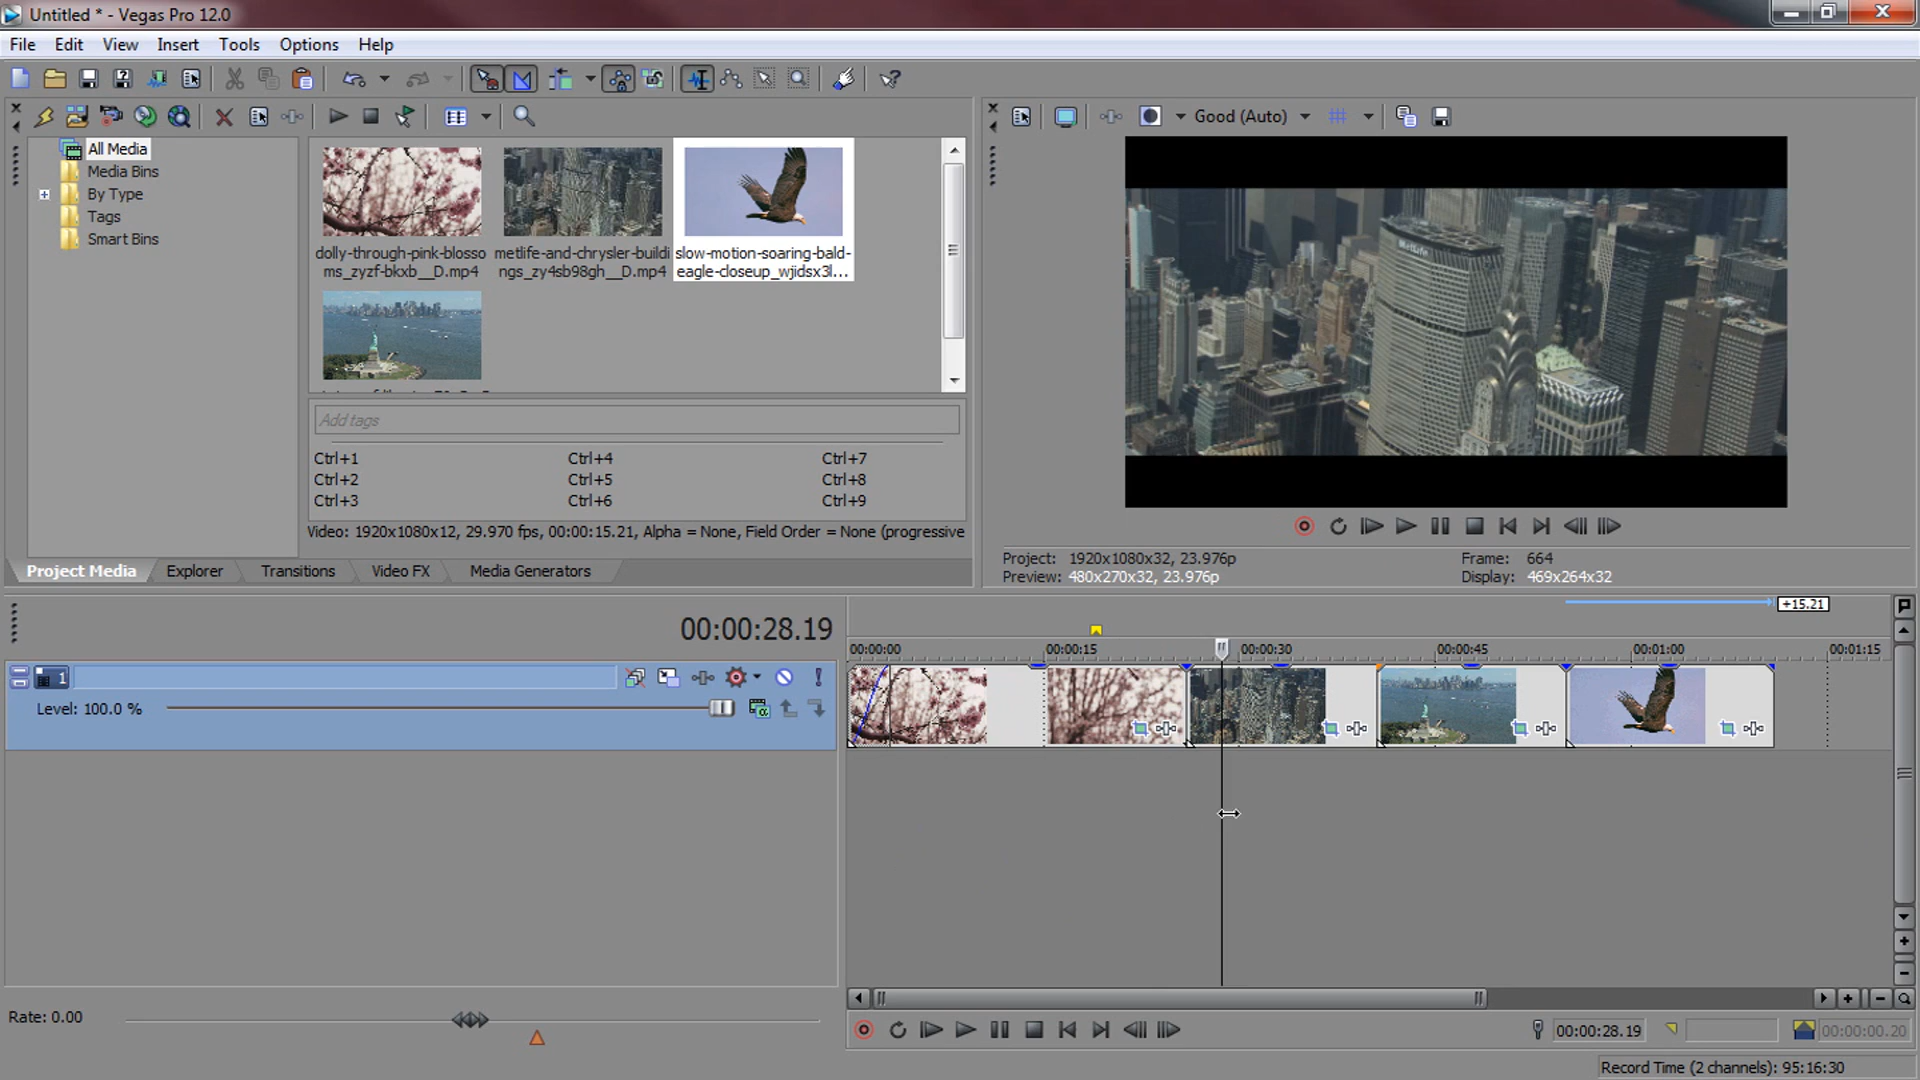 Untitled * - Vegas Pro 12.0
File Edit View Insert Tools Options Help
All Media
Media Bins
By Type
Tags
Smart Bins
dolly-through-pink-blosso
ms_zyzf-bkxb__D.mp4
metlife-and-chrysler-buildi
ngs_zy4sb98gh__D.mp4
slow-motion-soaring-bald-
eagle-closeup_wjidsx3l...
Add tags
Ctrl+1 Ctrl+4 Ctrl+7
Ctrl+2 Ctrl+5 Ctrl+8
Ctrl+3 Ctrl+6 Ctrl+9
Video: 1920x1080x12, 29.970 fps, 00:00:15.21, Alpha = None, Field Order = None (progressive
Project Media Explorer Transitions Video FX Media Generators
Good (Auto)
MetLife
Project: 1920x1080x32, 23.976p Frame: 664
Preview: 480x270x32, 23.976p Display: 469x264x32
+15.21
00:00:28.19
00:00:00 00:00:15 00:00:30 00:00:45 00:01:00 00:01:15
1
Level: 100.0 %
Rate: 0.00
00:00:28.19
00:00:00.20
Record Time (2 channels): 95:16:30